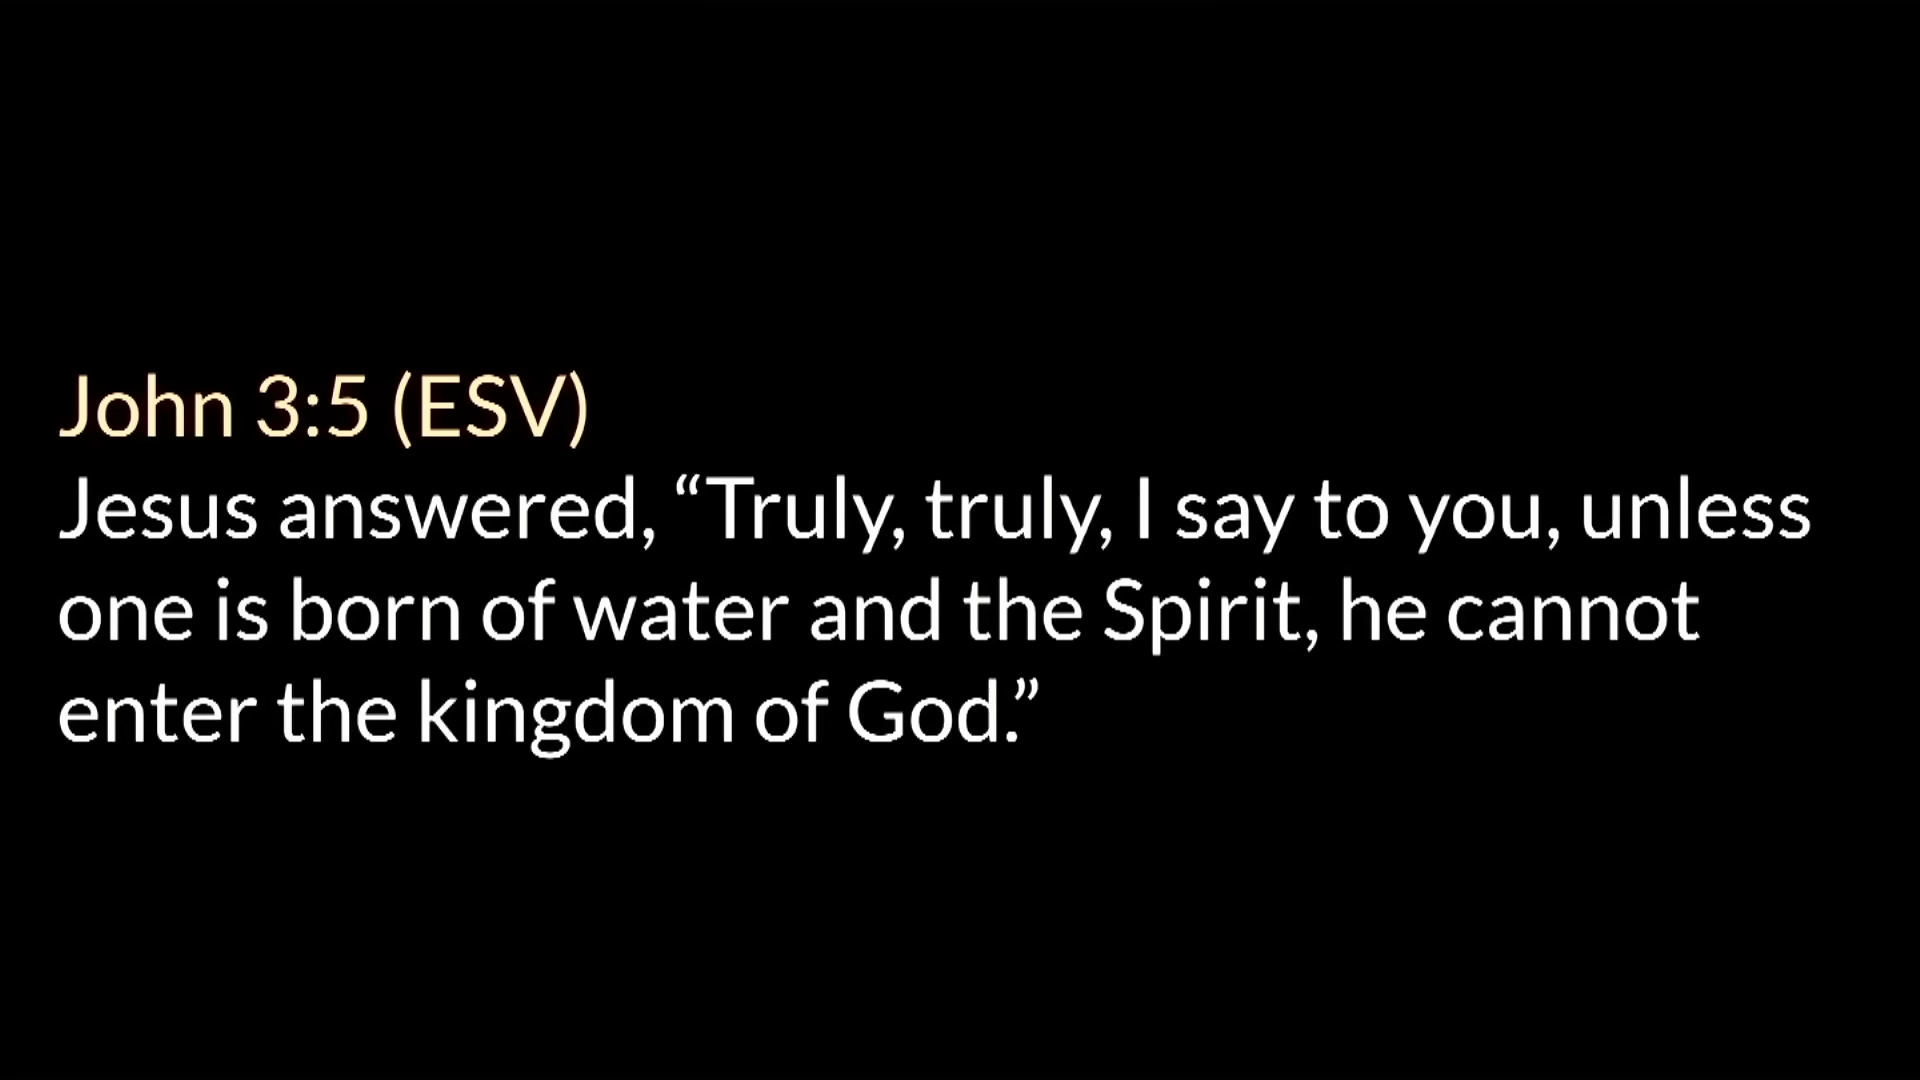 John 3:5 (ESV)
Jesus answered, “Truly, truly, I say to you, unless
one is born of water and the Spirit, he cannot
enter the kingdom of God.”